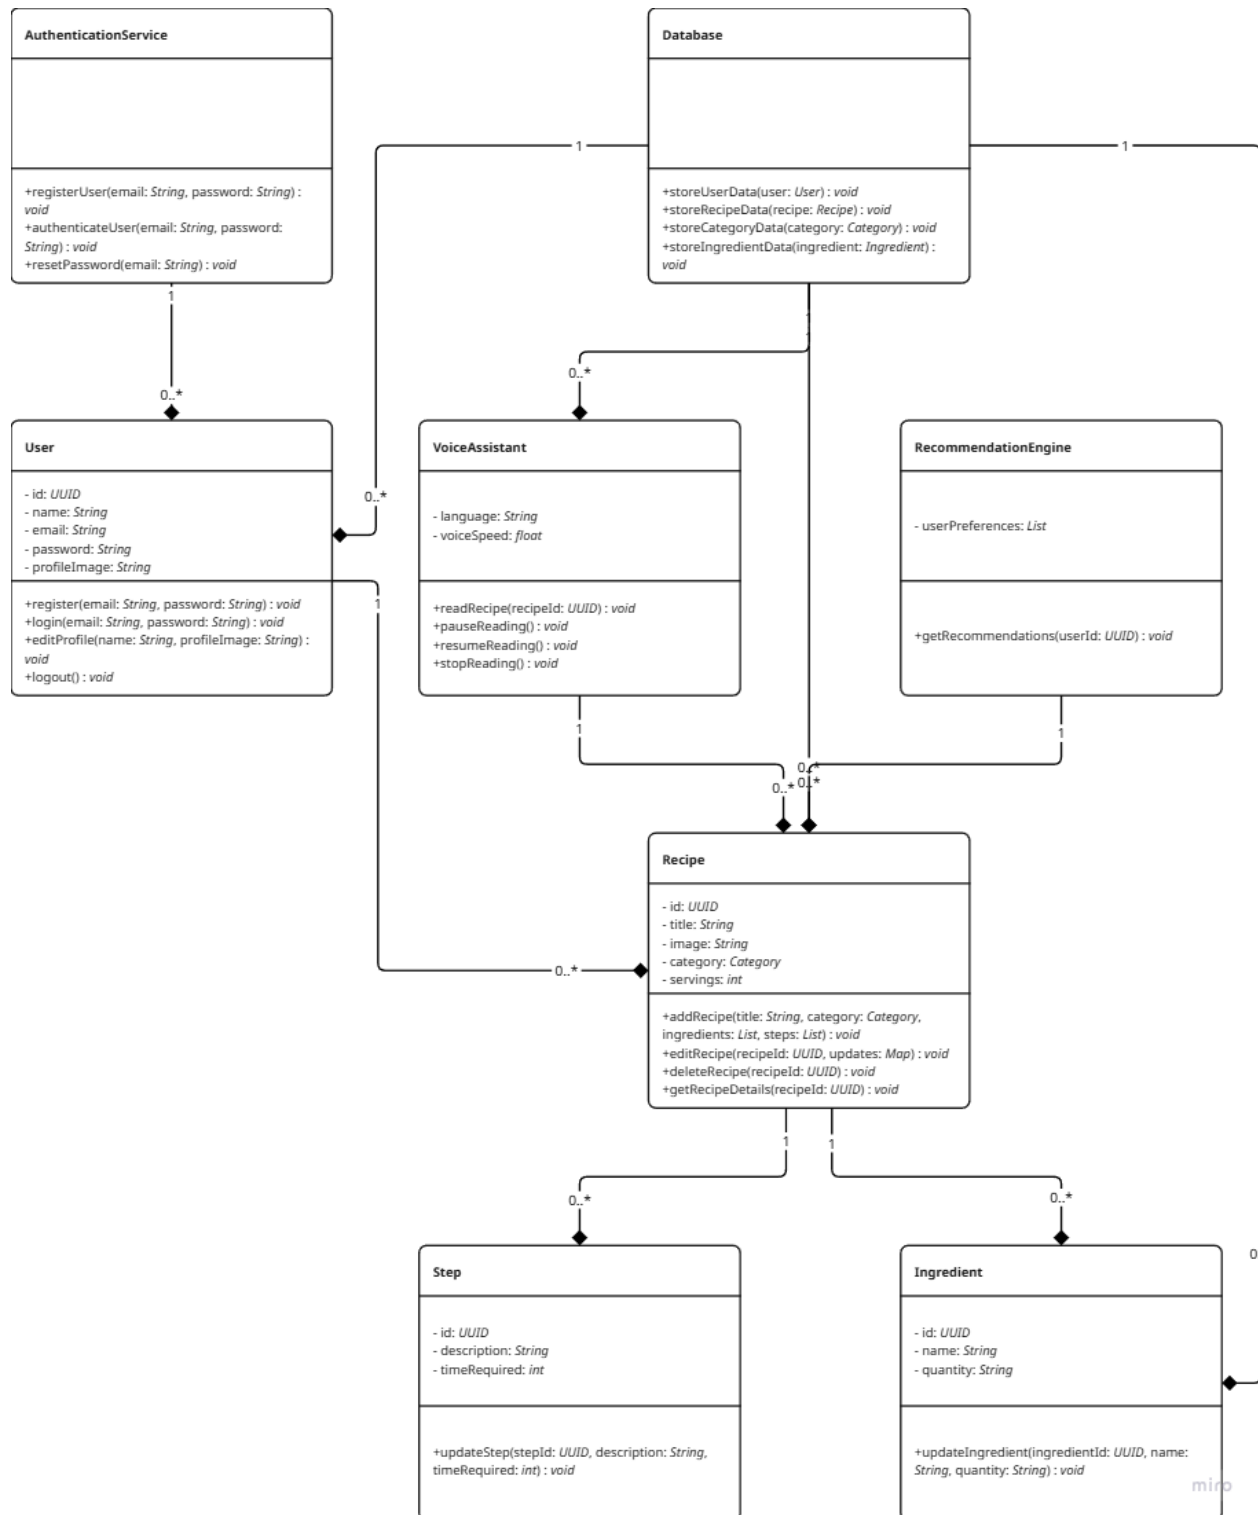 AuthenticationService
+registerUser(email: String, password: String) :
void
+authenticateUser(email: String, password:
String) : void
+resetPassword(email: String) : void
Database
+storeUserData(user: User) : void
+storeRecipeData(recipe: Recipe) : void
+storeCategoryData(category: Category) : void
+storeIngredientData(ingredient: Ingredient) :
void
1
1
1
1
1
0..*
0..*
0..*
User
- id: UUID
- name: String
- email: String
- password: String
- profileImage: String
+register(email: String, password: String) : void
+login(email: String, password: String) : void
+editProfile(name: String, profileImage: String) :
void
+logout() : void
1
VoiceAssistant
- language: String
- voiceSpeed: float
+readRecipe(recipeId: UUID) : void
+pauseReading() : void
+resumeReading() : void
+stopReading() : void
RecommendationEngine
- userPreferences: List
+getRecommendations(userId: UUID) : void
1
1
0..*
0..*
0..*
Recipe
- id: UUID
- title: String
- image: String
- category: Category
- servings: int
+addRecipe(title: String, category: Category,
ingredients: List, steps: List) : void
+editRecipe(recipeId: UUID, updates: Map) : void
+deleteRecipe(recipeId: UUID) : void
+getRecipeDetails(recipeId: UUID) : void
0..*
1
1
0..*
0..*
0
Step
- id: UUID
- description: String
- timeRequired: int
+updateStep(stepId: UUID, description: String,
timeRequired: int) : void
Ingredient
- id: UUID
- name: String
- quantity: String
+updateIngredient(ingredientId: UUID, name:
String, quantity: String) : void
miro